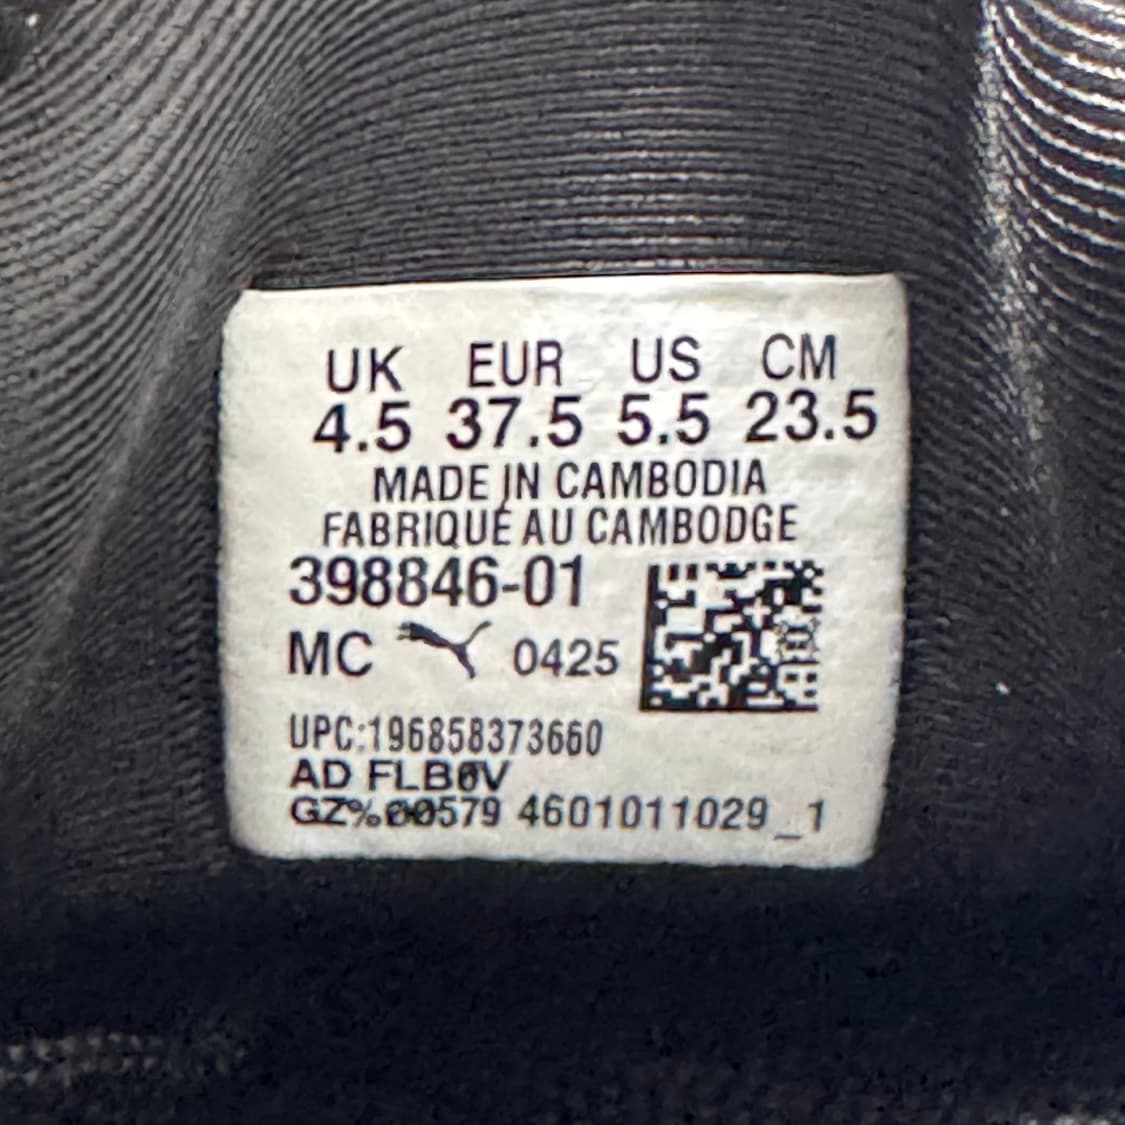 UK EUR US CM
4.5 37.5 5.5 23.5
MADE IN CAMBODIA
FABRIQUÉ AU CAMBODGE
398846-01
MC 0425
UPC:196858373660
AD FLB0V
GZ%00579 4601011029_1